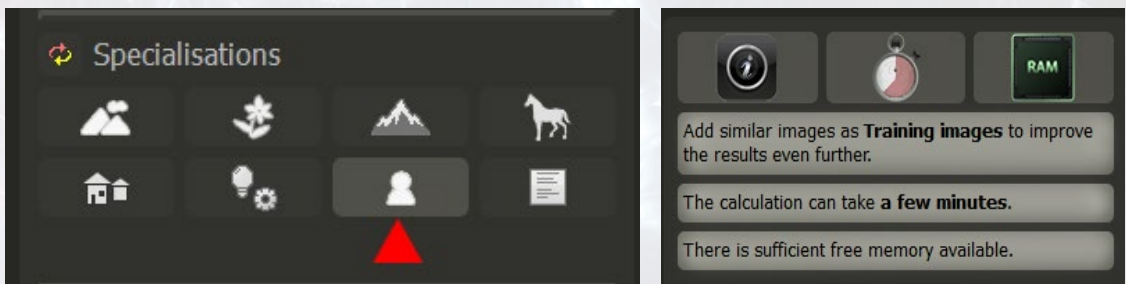 Specialisations
RAM
Add similar images as Training images to improve
the results even further.
The calculation can take a few minutes.
There is sufficient free memory available.